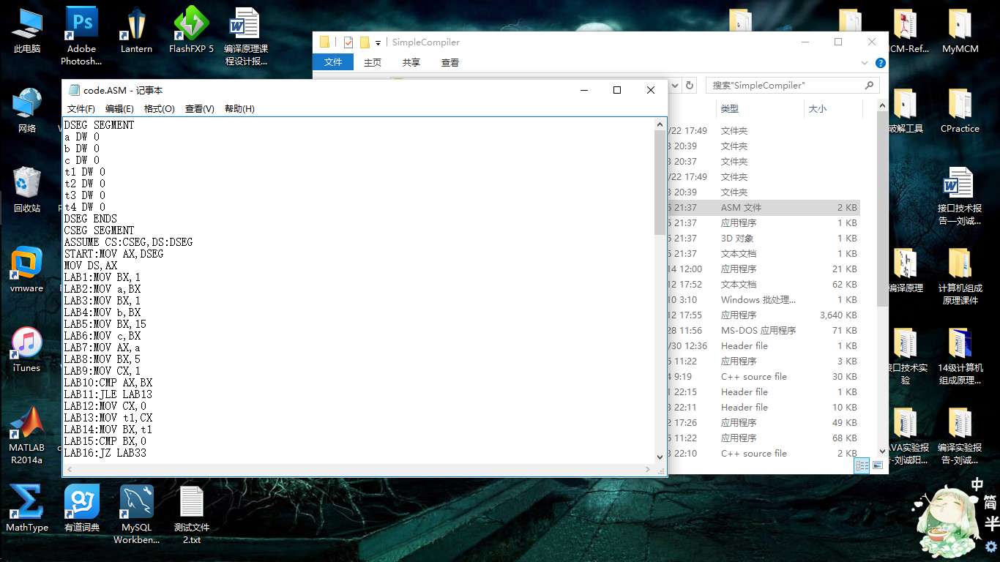 此电脑
Adobe
Photosh...
Lantern
FlashFXP 5
编译原理课
程设计报...
网络
回收站
vmware
iTunes
MATLAB
R2014a
MathType
有道词典
MySQL
Workben...
测试文件
2.txt
SimpleCompiler
文件
主页
共享
查看
搜索"SimpleCompiler"
类型
大小
/22 17:49
文件夹
20:39
文件夹
20:37
文件夹
/22 17:49
文件夹
20:39
文件夹
21:37
ASM 文件
2 KB
21:37
应用程序
1 KB
21:37
3D 对象
1 KB
21:37
文本文档
1 KB
14 12:00
应用程序
21 KB
12 17:52
文本文档
62 KB
10 3:10
Windows 批处理...
1 KB
12 17:55
应用程序
3,640 KB
28 11:56
MS-DOS 应用程序
71 KB
/30 12:36
Header file
1 KB
11:22
应用程序
3 KB
9:19
C++ source file
30 KB
22:15
Header file
1 KB
22:11
Header file
10 KB
17:26
应用程序
49 KB
11:22
应用程序
68 KB
22:10
C++ source file
2 KB
code.ASM - 记事本
文件(F)
编辑(E)
格式(O)
查看(V)
帮助(H)
DSEG SEGMENT
a DW 0
b DW 0
c DW 0
t1 DW 0
t2 DW 0
t3 DW 0
t4 DW 0
DSEG ENDS
CSEG SEGMENT
ASSUME CS:CSEG,DS:DSEG
START:MOV AX,DSEG
MOV DS,AX
LAB1:MOV BX,1
LAB2:MOV a,BX
LAB3:MOV BX,1
LAB4:MOV b,BX
LAB5:MOV BX,15
LAB6:MOV c,BX
LAB7:MOV AX,a
LAB8:MOV BX,5
LAB9:MOV CX,1
LAB10:CMP AX,BX
LAB11:JLE LAB13
LAB12:MOV CX,0
LAB13:MOV t1,CX
LAB14:MOV BX,t1
LAB15:CMP BX,0
LAB16:JZ LAB33
CM-Ref...
MyMCM
破解工具
CPractice
接口技术报
告—刘诚...
编译原理
计算机组成
原理课件
接口技术实
验
14级计算机
组成原理...
AVA实验报
告-刘诚阳...
编译实验报
告-刘诚...
中
简
半